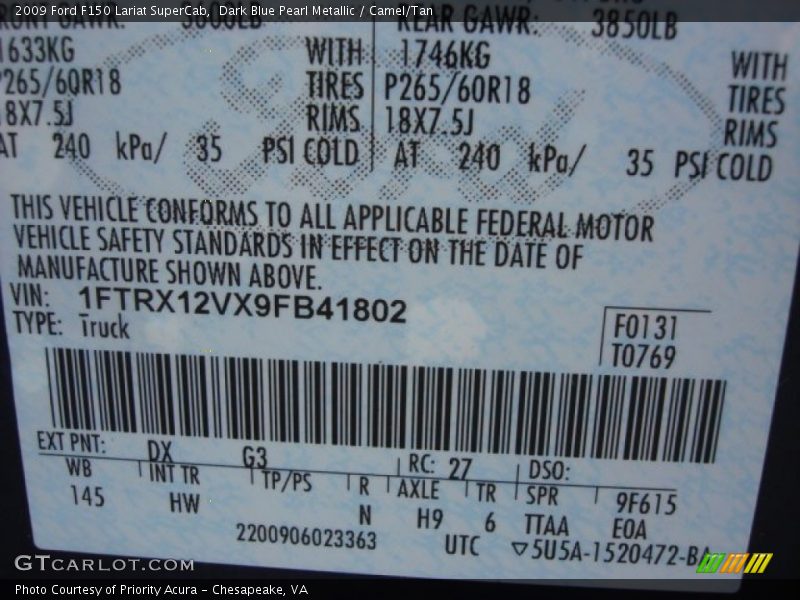 2009 Ford F150 Lariat SuperCab, Dark Blue Pearl Metallic / Camel/Tan
FRONT GAWR: 3600LB REAR GAWR: 3850LB
1633KG WITH 1746KG WITH
P265/60R18 TIRES P265/60R18 TIRES
18X7.5J RIMS 18X7.5J RIMS
AT 240 kPa/ 35 PSI COLD AT 240 kPa/ 35 PSI COLD
THIS VEHICLE CONFORMS TO ALL APPLICABLE FEDERAL MOTOR
VEHICLE SAFETY STANDARDS IN EFFECT ON THE DATE OF
MANUFACTURE SHOWN ABOVE.
VIN: 1FTRX12VX9FB41802
TYPE: Truck
F0131
T0769
EXT PNT: DX G3 RC: 27 DSO:
WB INT TR TP/PS R AXLE TR SPR 9F615
145 HW N H9 6 TTAA E0A
2200906023363 UTC ▽5U5A-1520472-BA
GTCARLOT.COM
Photo Courtesy of Priority Acura – Chesapeake, VA